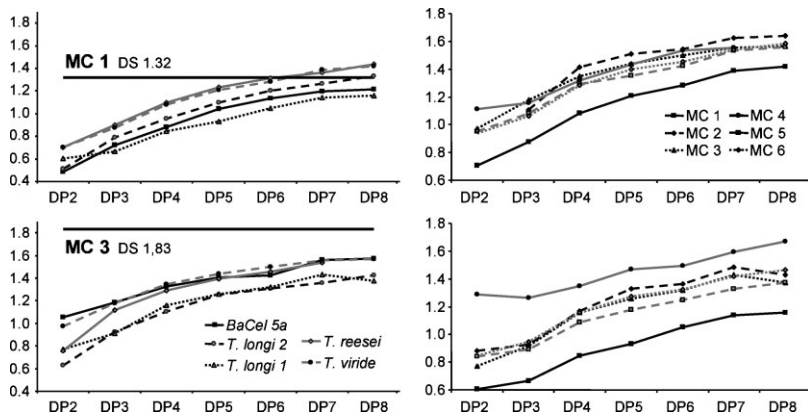 1.8
1.6
1.4
1.2
1.0
0.8
0.6
0.4
MC 1 DS 1.32
DP2 DP3 DP4 DP5 DP6 DP7 DP8
1.8
1.6
1.4
1.2
1.0
0.8
0.6
MC 1 MC 4
MC 2 MC 5
MC 3 MC 6
DP2 DP3 DP4 DP5 DP6 DP7 DP8
1.8
1.6
1.4
1.2
1.0
0.8
0.6
0.4
MC 3 DS 1,83
BaCel 5a
T. longi 2 T. reesei
T. longi 1 T. viride
DP2 DP3 DP4 DP5 DP6 DP7 DP8
1.8
1.6
1.4
1.2
1.0
0.8
0.6
DP2 DP3 DP4 DP5 DP6 DP7 DP8